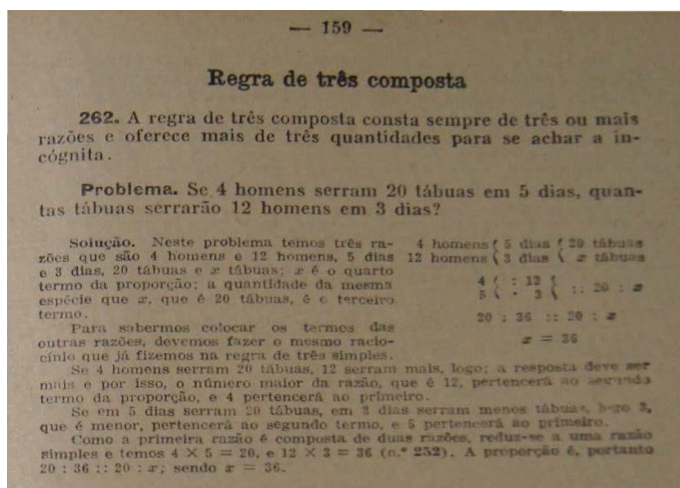 — 159 —
Regra de três composta
262. A regra de três composta consta sempre de três ou mais
razões e oferece mais de três quantidades para se achar a in-
cógnita.
Problema. Se 4 homens serram 20 tábuas em 5 dias, quan-
tas tábuas serrarão 12 homens em 3 dias?
Solução. Neste problema temos três ra-
zões que são 4 homens e 12 homens, 5 dias
e 3 dias, 20 tábuas e x tábuas; x é o quarto
termo da proporção; a quantidade da mesma
espécie que x, que é 20 tábuas, é o terceiro
termo.
Para sabermos colocar os termos das
outras razões, devemos fazer o mesmo racio-
cínio que já fizemos na regra de três simples.
4 homens { 5 dias { 20 tábuas
12 homens { 3 dias { x tábuas
4 { : 12 {
5 { . 3 { :: 20 : x
20 : 36 :: 20 : x
x = 36
Se 4 homens serram 20 tábuas, 12 serram mais, logo: a resposta deve ser
mais e por isso, o número maior da razão, que é 12, pertencerá ao segundo
termo da proporção, e 4 pertencerá ao primeiro.
Se em 5 dias serram 20 tábuas, em 3 dias serram menos tábuas, logo 3,
que é menor, pertencerá ao segundo termo, e 5 pertencerá ao primeiro.
Como a primeira razão é composta de duas razões, reduz-se a uma razão
simples e temos 4 × 5 = 20, e 12 × 3 = 36 (n.º 252). A proporção é, portanto
20 : 36 :: 20 : x; sendo x = 36.